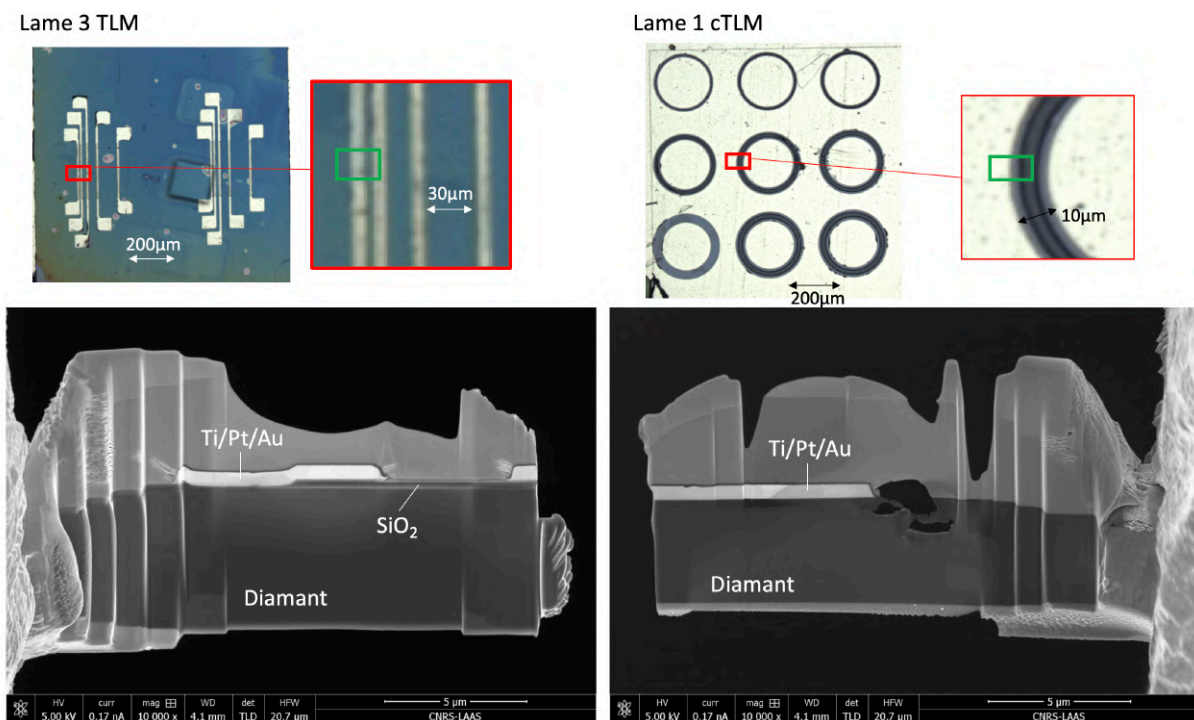 Lame 3 TLM
200µm
30µm
Lame 1 cTLM
200µm
10µm
Ti/Pt/Au
SiO₂
Diamant
HV curr mag WD det HFW 5 µm
5.00 kV 0.17 nA 10 000 x 4.1 mm TLD 20.7 µm CNRS-LAAS
Ti/Pt/Au
Diamant
HV curr mag WD det HFW 5 µm
5.00 kV 0.17 nA 10 000 x 4.1 mm TLD 20.7 µm CNRS-LAAS